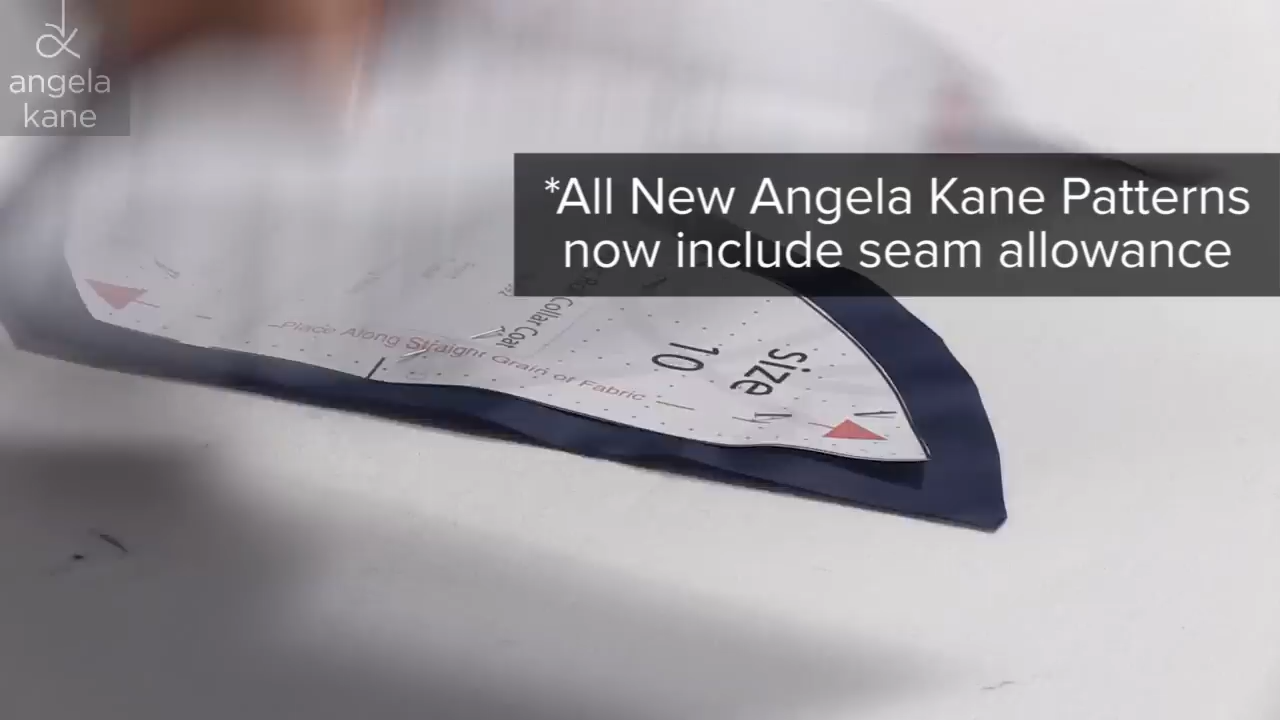 angela
kane
*All New Angela Kane Patterns
now include seam allowance
Collar Coat
Place Along Straight Grain of Fabric
size
10